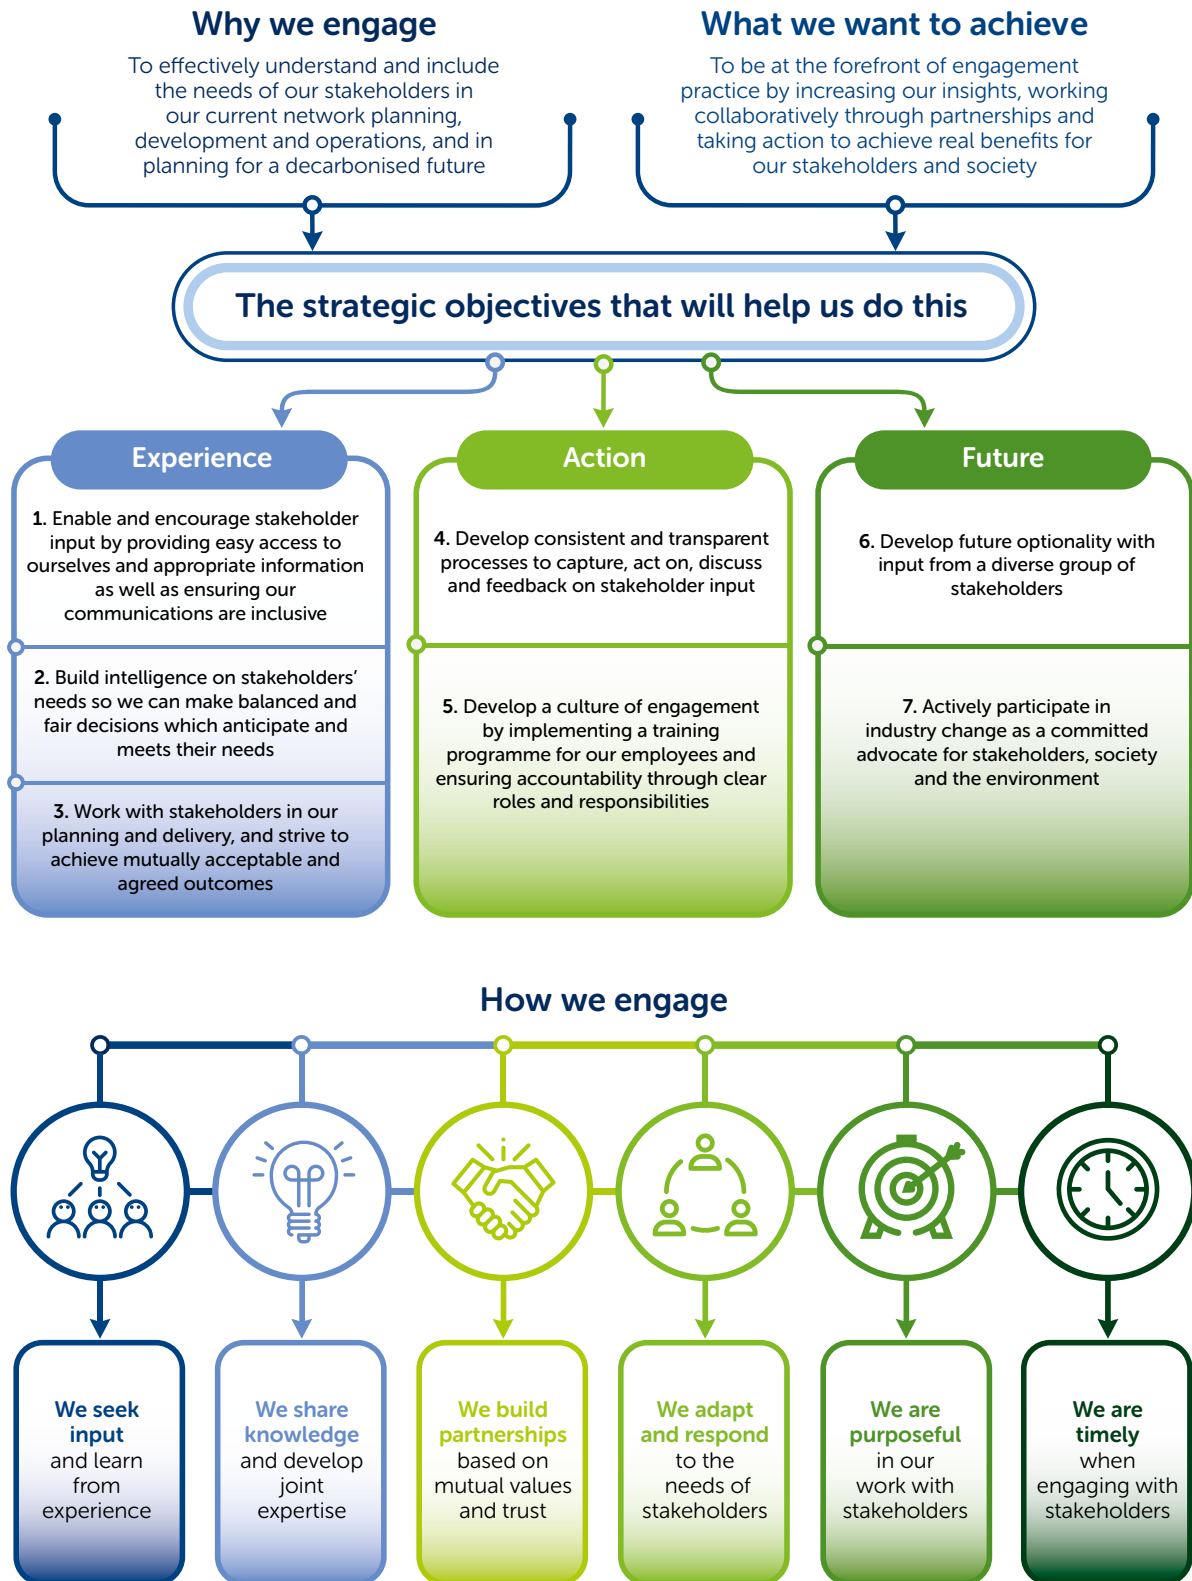 Why we engage
To effectively understand and include
the needs of our stakeholders in
our current network planning,
development and operations, and in
planning for a decarbonised future
What we want to achieve
To be at the forefront of engagement
practice by increasing our insights, working
collaboratively through partnerships and
taking action to achieve real benefits for
our stakeholders and society
The strategic objectives that will help us do this
Experience
1. Enable and encourage stakeholder
input by providing easy access to
ourselves and appropriate information
as well as ensuring our
communications are inclusive
2. Build intelligence on stakeholders’
needs so we can make balanced and
fair decisions which anticipate and
meets their needs
3. Work with stakeholders in our
planning and delivery, and strive to
achieve mutually acceptable and
agreed outcomes
Action
4. Develop consistent and transparent
processes to capture, act on, discuss
and feedback on stakeholder input
5. Develop a culture of engagement
by implementing a training
programme for our employees and
ensuring accountability through clear
roles and responsibilities
Future
6. Develop future optionality with
input from a diverse group of
stakeholders
7. Actively participate in
industry change as a committed
advocate for stakeholders, society
and the environment
How we engage
We seek
input
and learn
from
experience
We share
knowledge
and develop
joint
expertise
We build
partnerships
based on
mutual values
and trust
We adapt
and respond
to the
needs of
stakeholders
We are
purposeful
in our
work with
stakeholders
We are
timely
when
engaging with
stakeholders